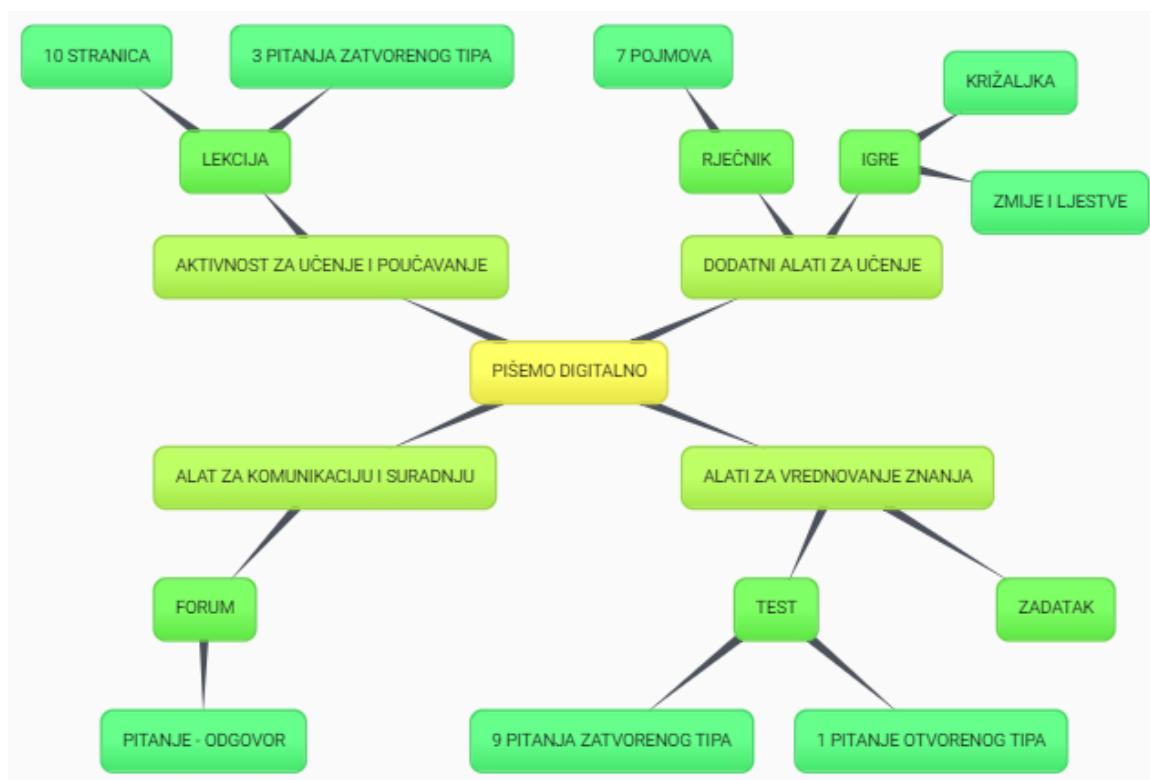 10 STRANICA
3 PITANJA ZATVORENOG TIPA
7 POJMOVA
KRIŽALJKA
LEKCIJA
RJEČNIK
IGRE
ZMIJE I LJESTVE
AKTIVNOST ZA UČENJE I POUČAVANJE
DODATNI ALATI ZA UČENJE
PIŠEMO DIGITALNO
ALAT ZA KOMUNIKACIJU I SURADNJU
ALATI ZA VREDNOVANJE ZNANJA
FORUM
TEST
ZADATAK
PITANJE - ODGOVOR
9 PITANJA ZATVORENOG TIPA
1 PITANJE OTVORENOG TIPA